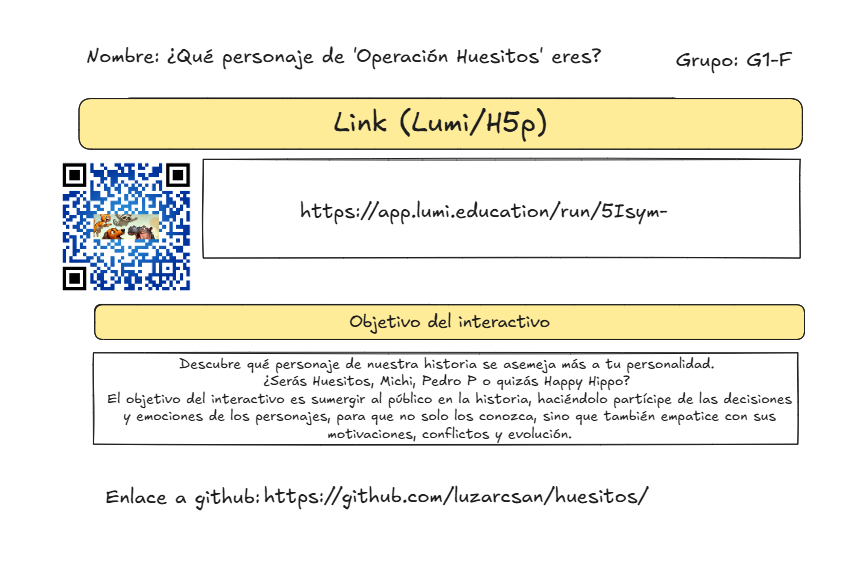 Nombre: ¿Qué personaje de 'Operación Huesitos' eres?
Grupo: G1-F
Link (Lumi/H5p)
https://app.lumi.education/run/5Isym-
Objetivo del interactivo
Descubre qué personaje de nuestra historia se asemeja más a tu personalidad.
¿Serás Huesitos, Michi, Pedro P o quizás Happy Hippo?
El objetivo del interactivo es sumergir al público en la historia, haciéndolo partícipe de las decisiones
y emociones de los personajes, para que no solo los conozca, sino que también empatice con sus
motivaciones, conflictos y evolución.
Enlace a github: https://github.com/luzarcsan/huesitos/